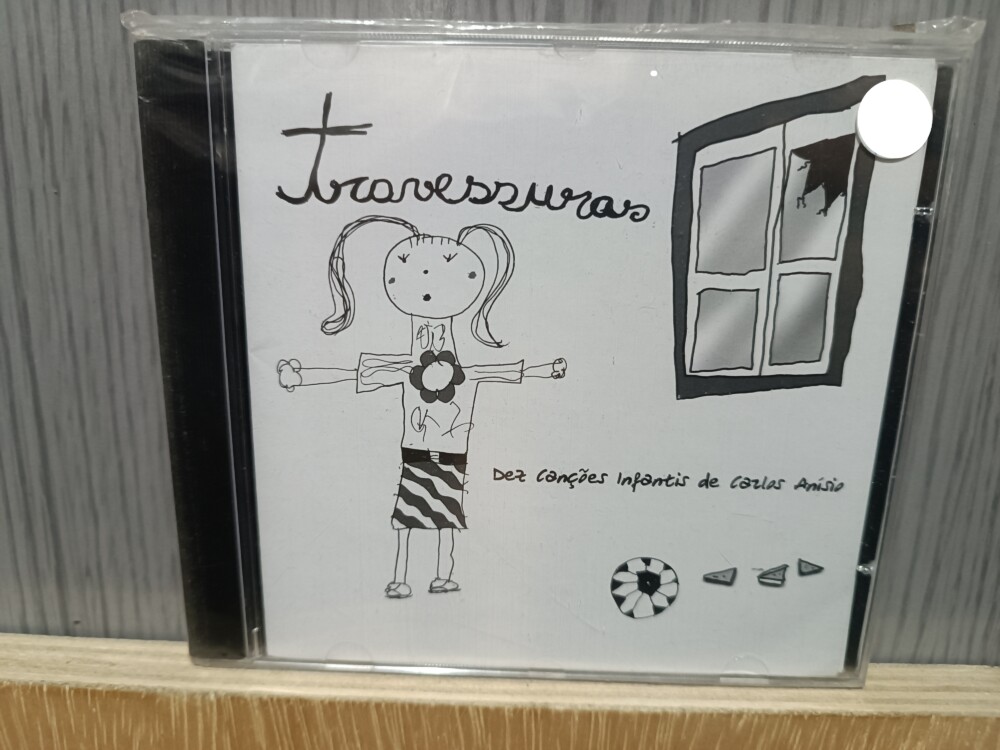 travessuras
Dez Canções Infantis de Carlos Anísio